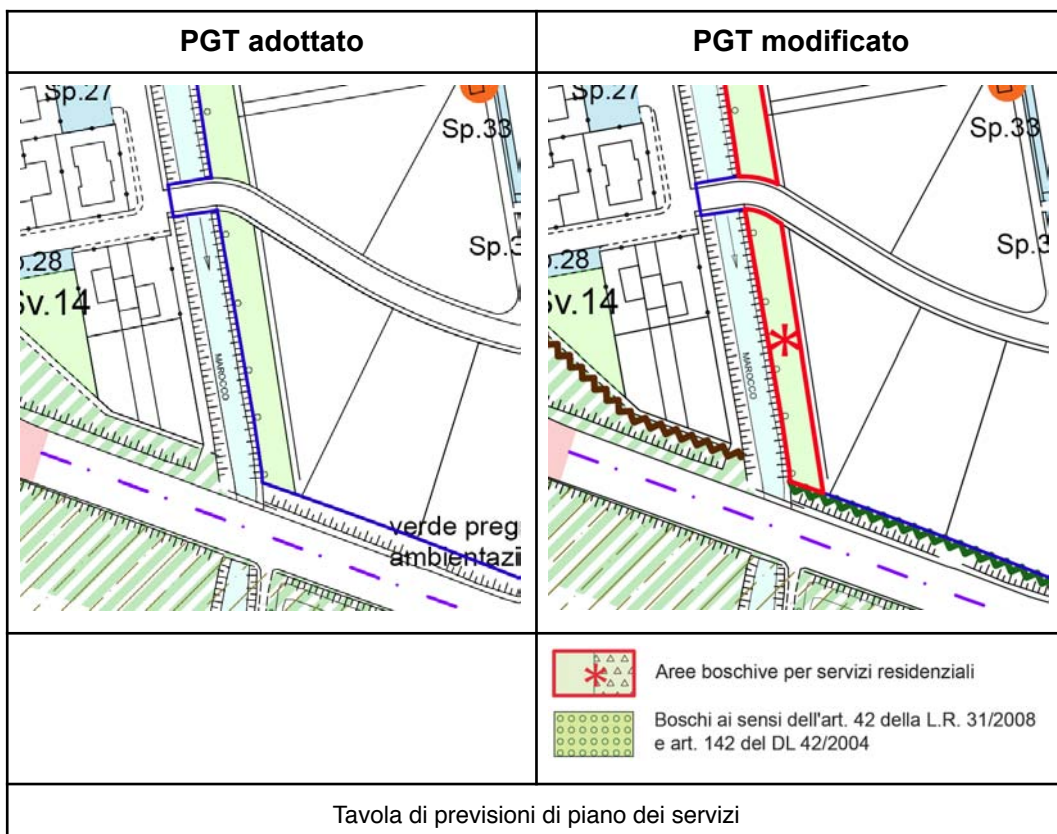 PGT adottato
PGT modificato
Sp.27
Sp.33
Sp.3
p.28
Sv.14
MAROCCO
verde preg
ambientazi
Sp.27
Sp.33
Sp.3
p.28
Sv.14
MAROCCO
Aree boschive per servizi residenziali
Boschi ai sensi dell'art. 42 della L.R. 31/2008
e art. 142 del DL 42/2004
Tavola di previsioni di piano dei servizi